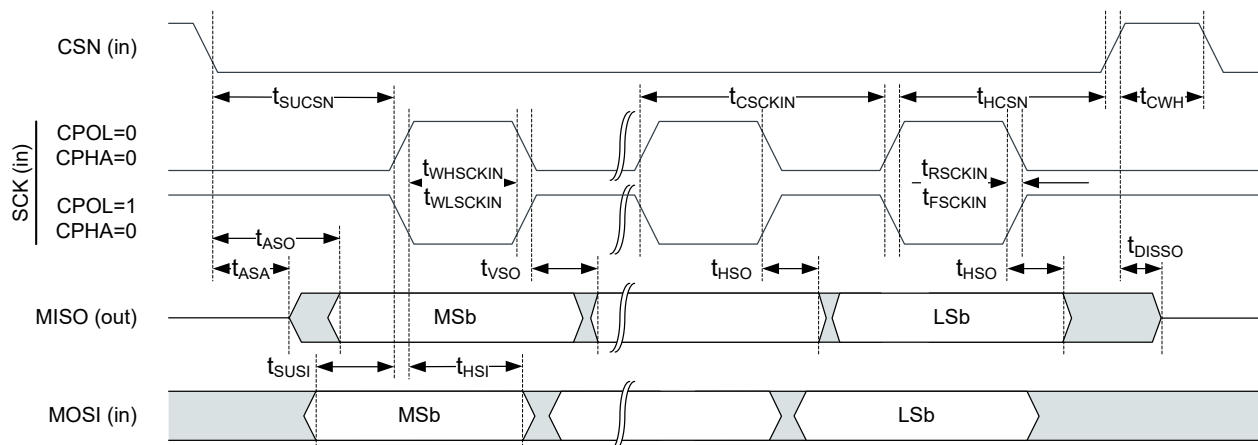 CSN (in)
tSUCSN
tCSCKIN
tHCSN
tCWH
SCK (in)
CPOL=0
CPHA=0
tWHSCKIN
tWLSCKIN
tRSCKIN
tFSCKIN
CPOL=1
CPHA=0
tASO
tASA
tVSO
tHSO
tHSO
tDISSO
MISO (out)
MSb
LSb
tSUSI
tHSI
MOSI (in)
MSb
LSb